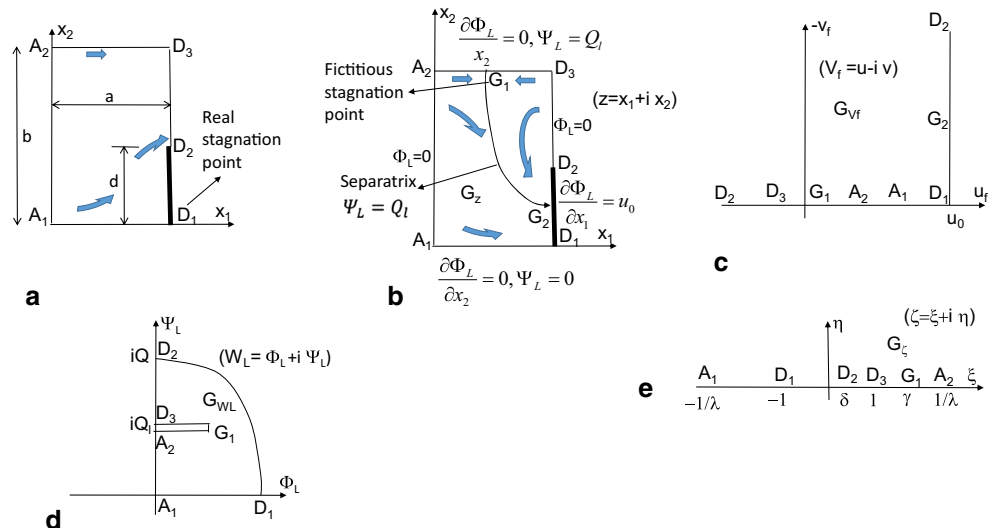 x₂
A₂
D₃
a
b
Real
stagnation
point
D₂
d
A₁
D₁
x₁
a
x₂
∂Φ_L/∂x₂ = 0, Ψ_L = Q_l
Fictitious
stagnation
point
A₂
G₁
D₃
(z=x₁+i x₂)
Φ_L=0
Φ_L=0
D₂
Separatrix
Ψ_L = Q_l
G_z
∂Φ_L/∂x₁ = u₀
G₂
A₁
D₁
x₁
∂Φ_L/∂x₂ = 0, Ψ_L = 0
b
-v_f
D₂
(V_f =u-i v)
G_Vf
G₂
D₂
D₃
G₁
A₂
A₁
D₁
u_f
u₀
c
Ψ_L
iQ
D₂
(W_L= Φ_L+i Ψ_L)
G_WL
D₃
iQ_l
G₁
A₂
Φ_L
A₁
D₁
d
η
(ζ=ξ+i η)
G_ζ
A₁
D₁
D₂
D₃
G₁
A₂
ξ
−1/λ
−1
δ
1
γ
1/λ
e